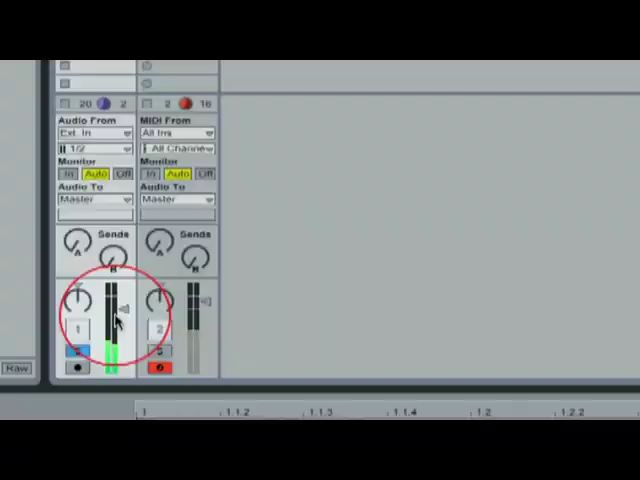 20 2 2 16
Audio From MIDI From
Ext. In All Ins
1/2 All Channe
Monitor Monitor
In Auto Off In Auto Off
Audio To Audio To
Master Master
Sends Sends
A B A B
1 2
S S
Raw
1 1.1.2 1.1.3 1.1.4 1.2 1.2.2